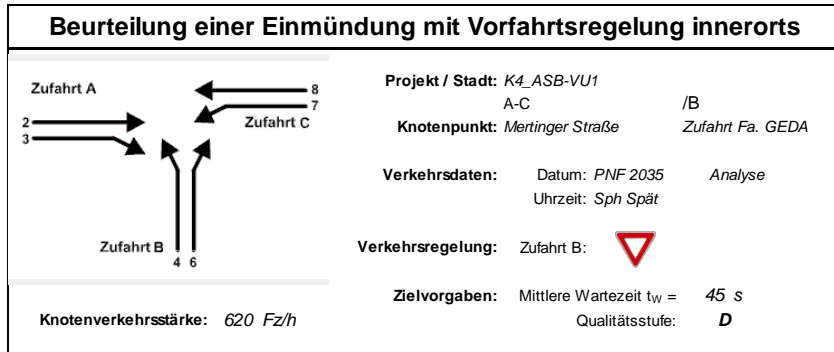 Beurteilung einer Einmündung mit Vorfahrtsregelung innerorts
Zufahrt A
8
7
Zufahrt C
2
3
Zufahrt B
4 6
Knotenverkehrsstärke: 620 Fz/h
Projekt / Stadt: K4_ASB-VU1
A-C /B
Knotenpunkt: Mertinger Straße Zufahrt Fa. GEDA
Verkehrsdaten: Datum: PNF 2035 Analyse
Uhrzeit: Sph Spät
Verkehrsregelung: Zufahrt B:
Zielvorgaben: Mittlere Wartezeit tW = 45 s
Qualitätsstufe: D